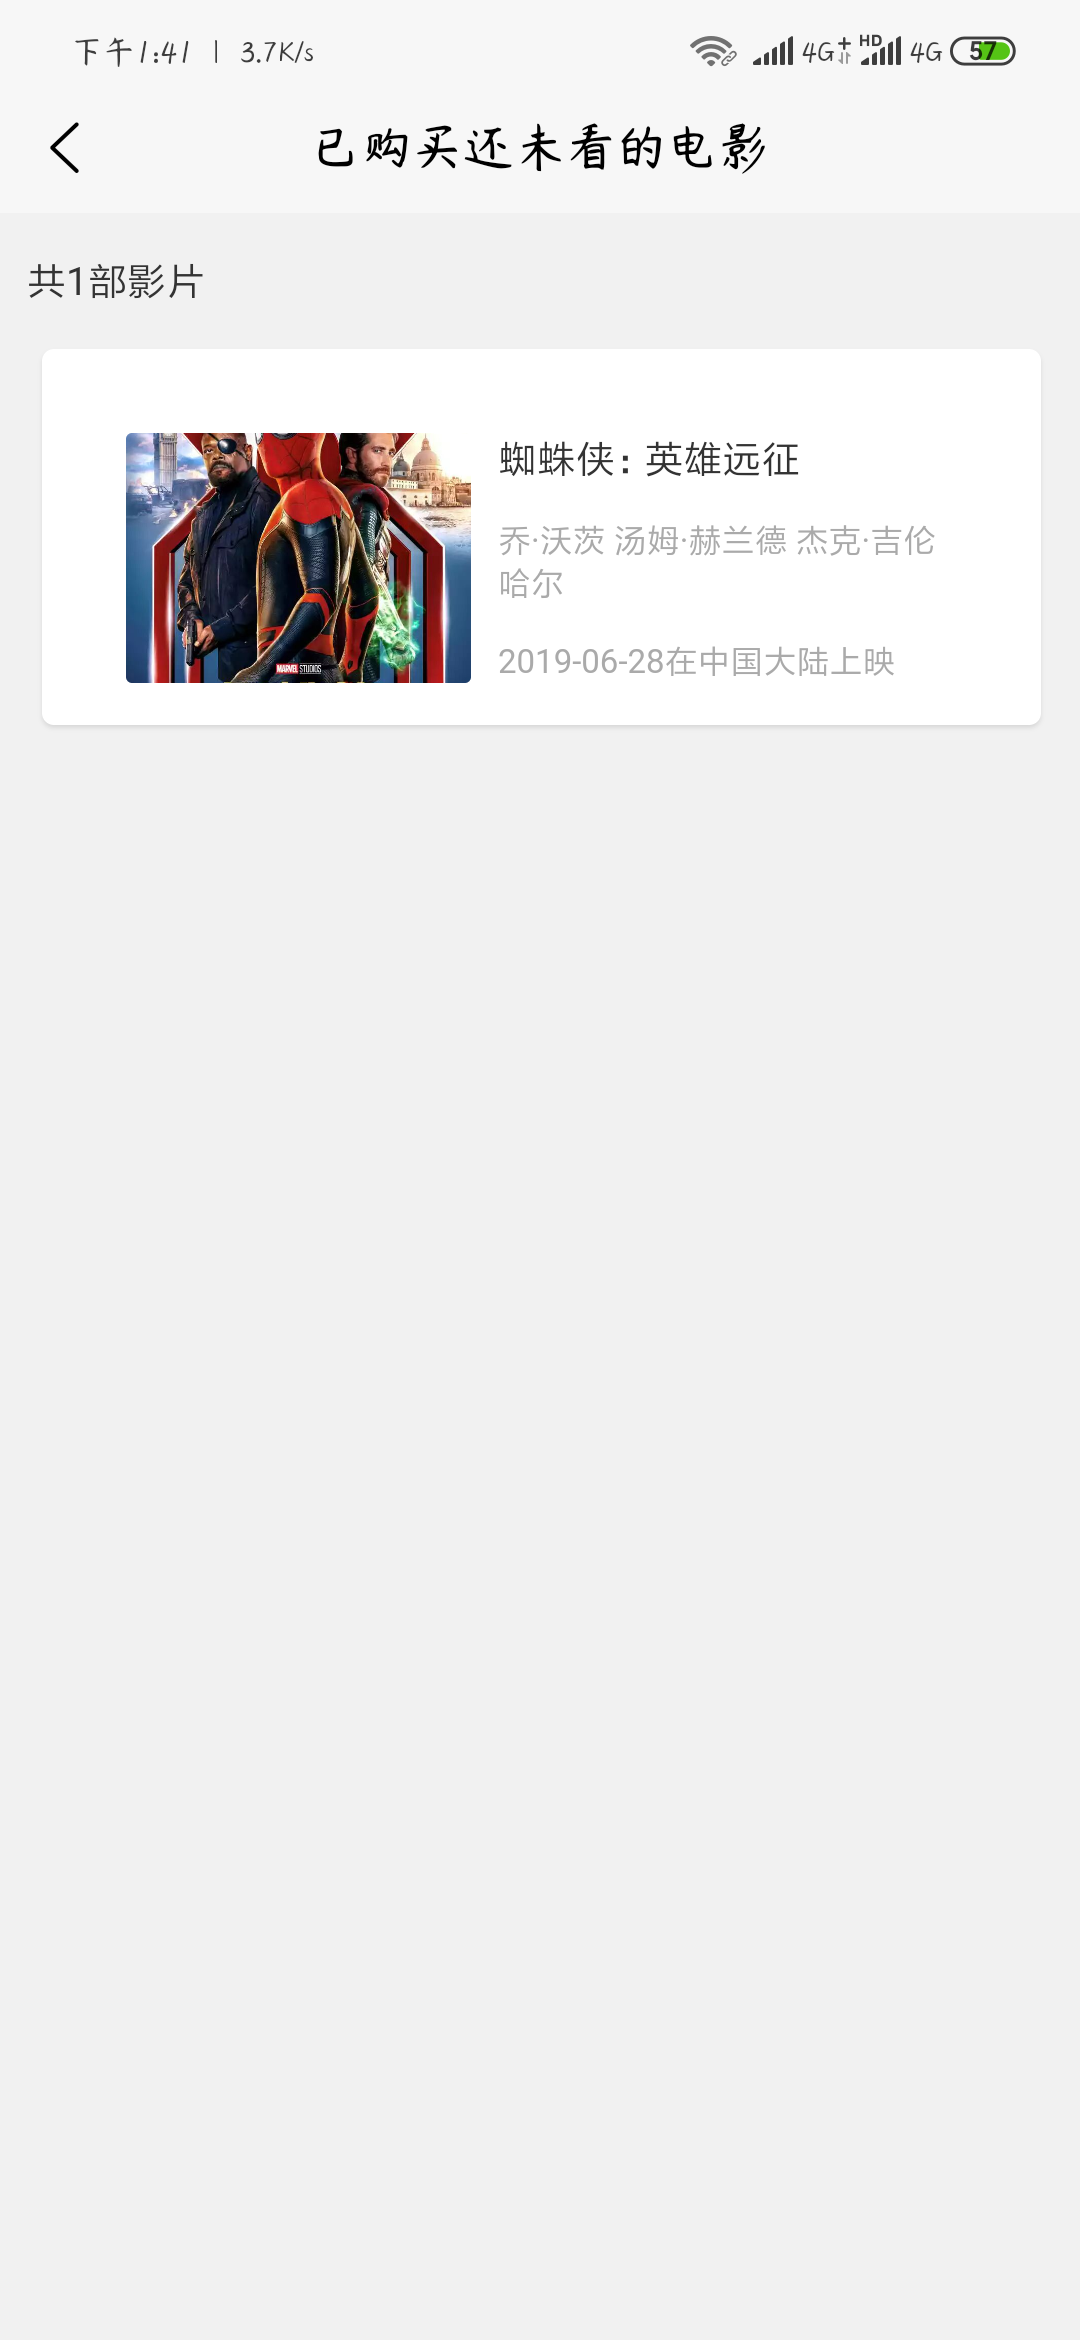 下午1:41 | 3.7K/s
4G+ HD 4G 57
已购买还未看的电影
共1部影片
蜘蛛侠：英雄远征
乔·沃茨 汤姆·赫兰德 杰克·吉伦
哈尔
2019-06-28在中国大陆上映
MARVEL STUDIOS